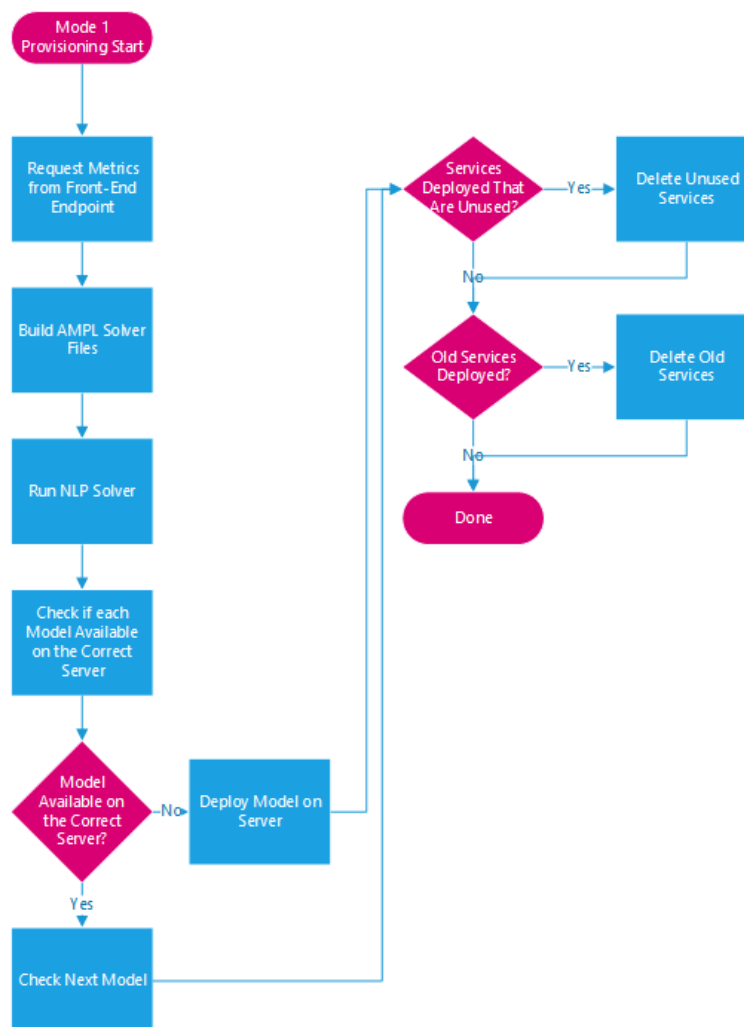 Mode 1
Provisioning Start
Request Metrics
from Front-End
Endpoint
Build AMPL Solver
Files
Run NLP Solver
Check if each
Model Available
on the Correct
Server
Model
Available on
the Correct
Server?
No
Deploy Model on
Server
Yes
Check Next Model
Services
Deployed That
Are Unused?
Yes
Delete Unused
Services
No
Old Services
Deployed?
Yes
Delete Old
Services
No
Done